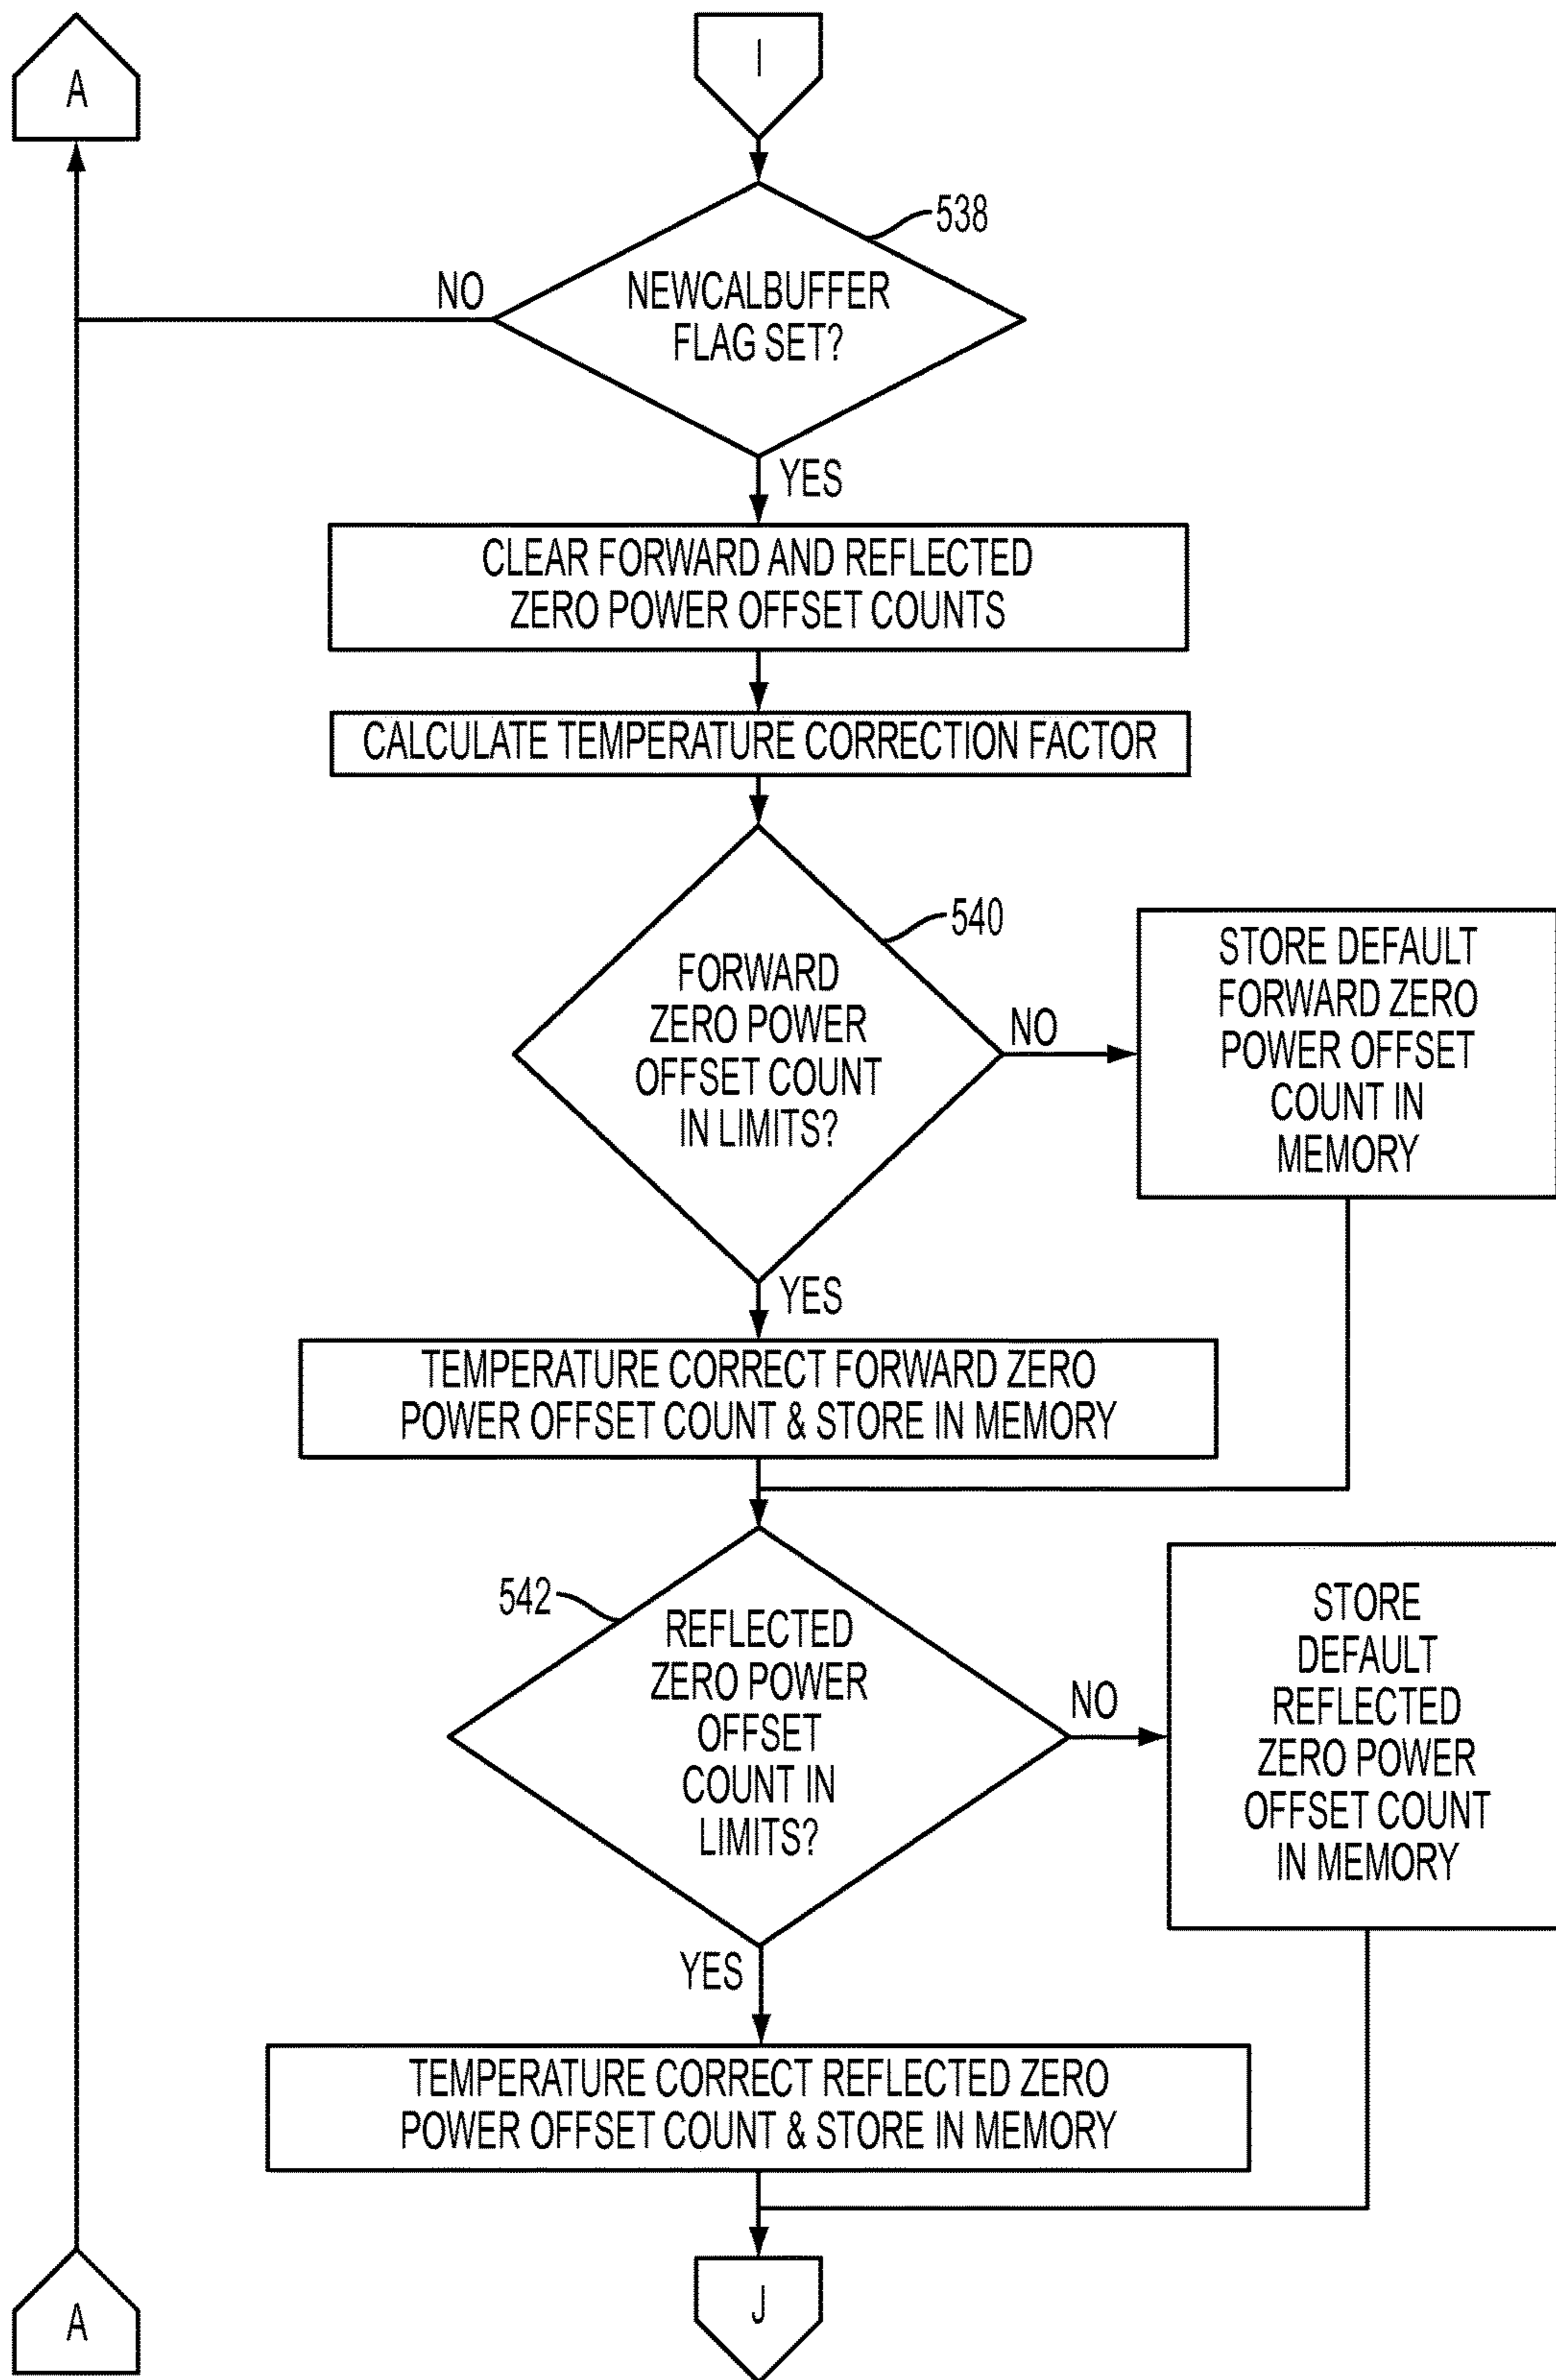 A
I
538
NO
NEWCALBUFFER
FLAG SET?
YES
CLEAR FORWARD AND REFLECTED
ZERO POWER OFFSET COUNTS
CALCULATE TEMPERATURE CORRECTION FACTOR
540
FORWARD
ZERO POWER
OFFSET COUNT
IN LIMITS?
NO
STORE DEFAULT
FORWARD ZERO
POWER OFFSET
COUNT IN
MEMORY
YES
TEMPERATURE CORRECT FORWARD ZERO
POWER OFFSET COUNT & STORE IN MEMORY
542
REFLECTED
ZERO POWER
OFFSET
COUNT IN
LIMITS?
NO
STORE
DEFAULT
REFLECTED
ZERO POWER
OFFSET COUNT
IN MEMORY
YES
TEMPERATURE CORRECT REFLECTED ZERO
POWER OFFSET COUNT & STORE IN MEMORY
A
J